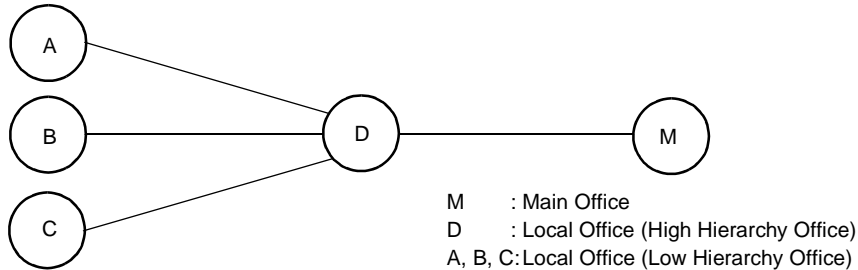 A
B
D
M
C
M : Main Office
D : Local Office (High Hierarchy Office)
A, B, C:Local Office (Low Hierarchy Office)